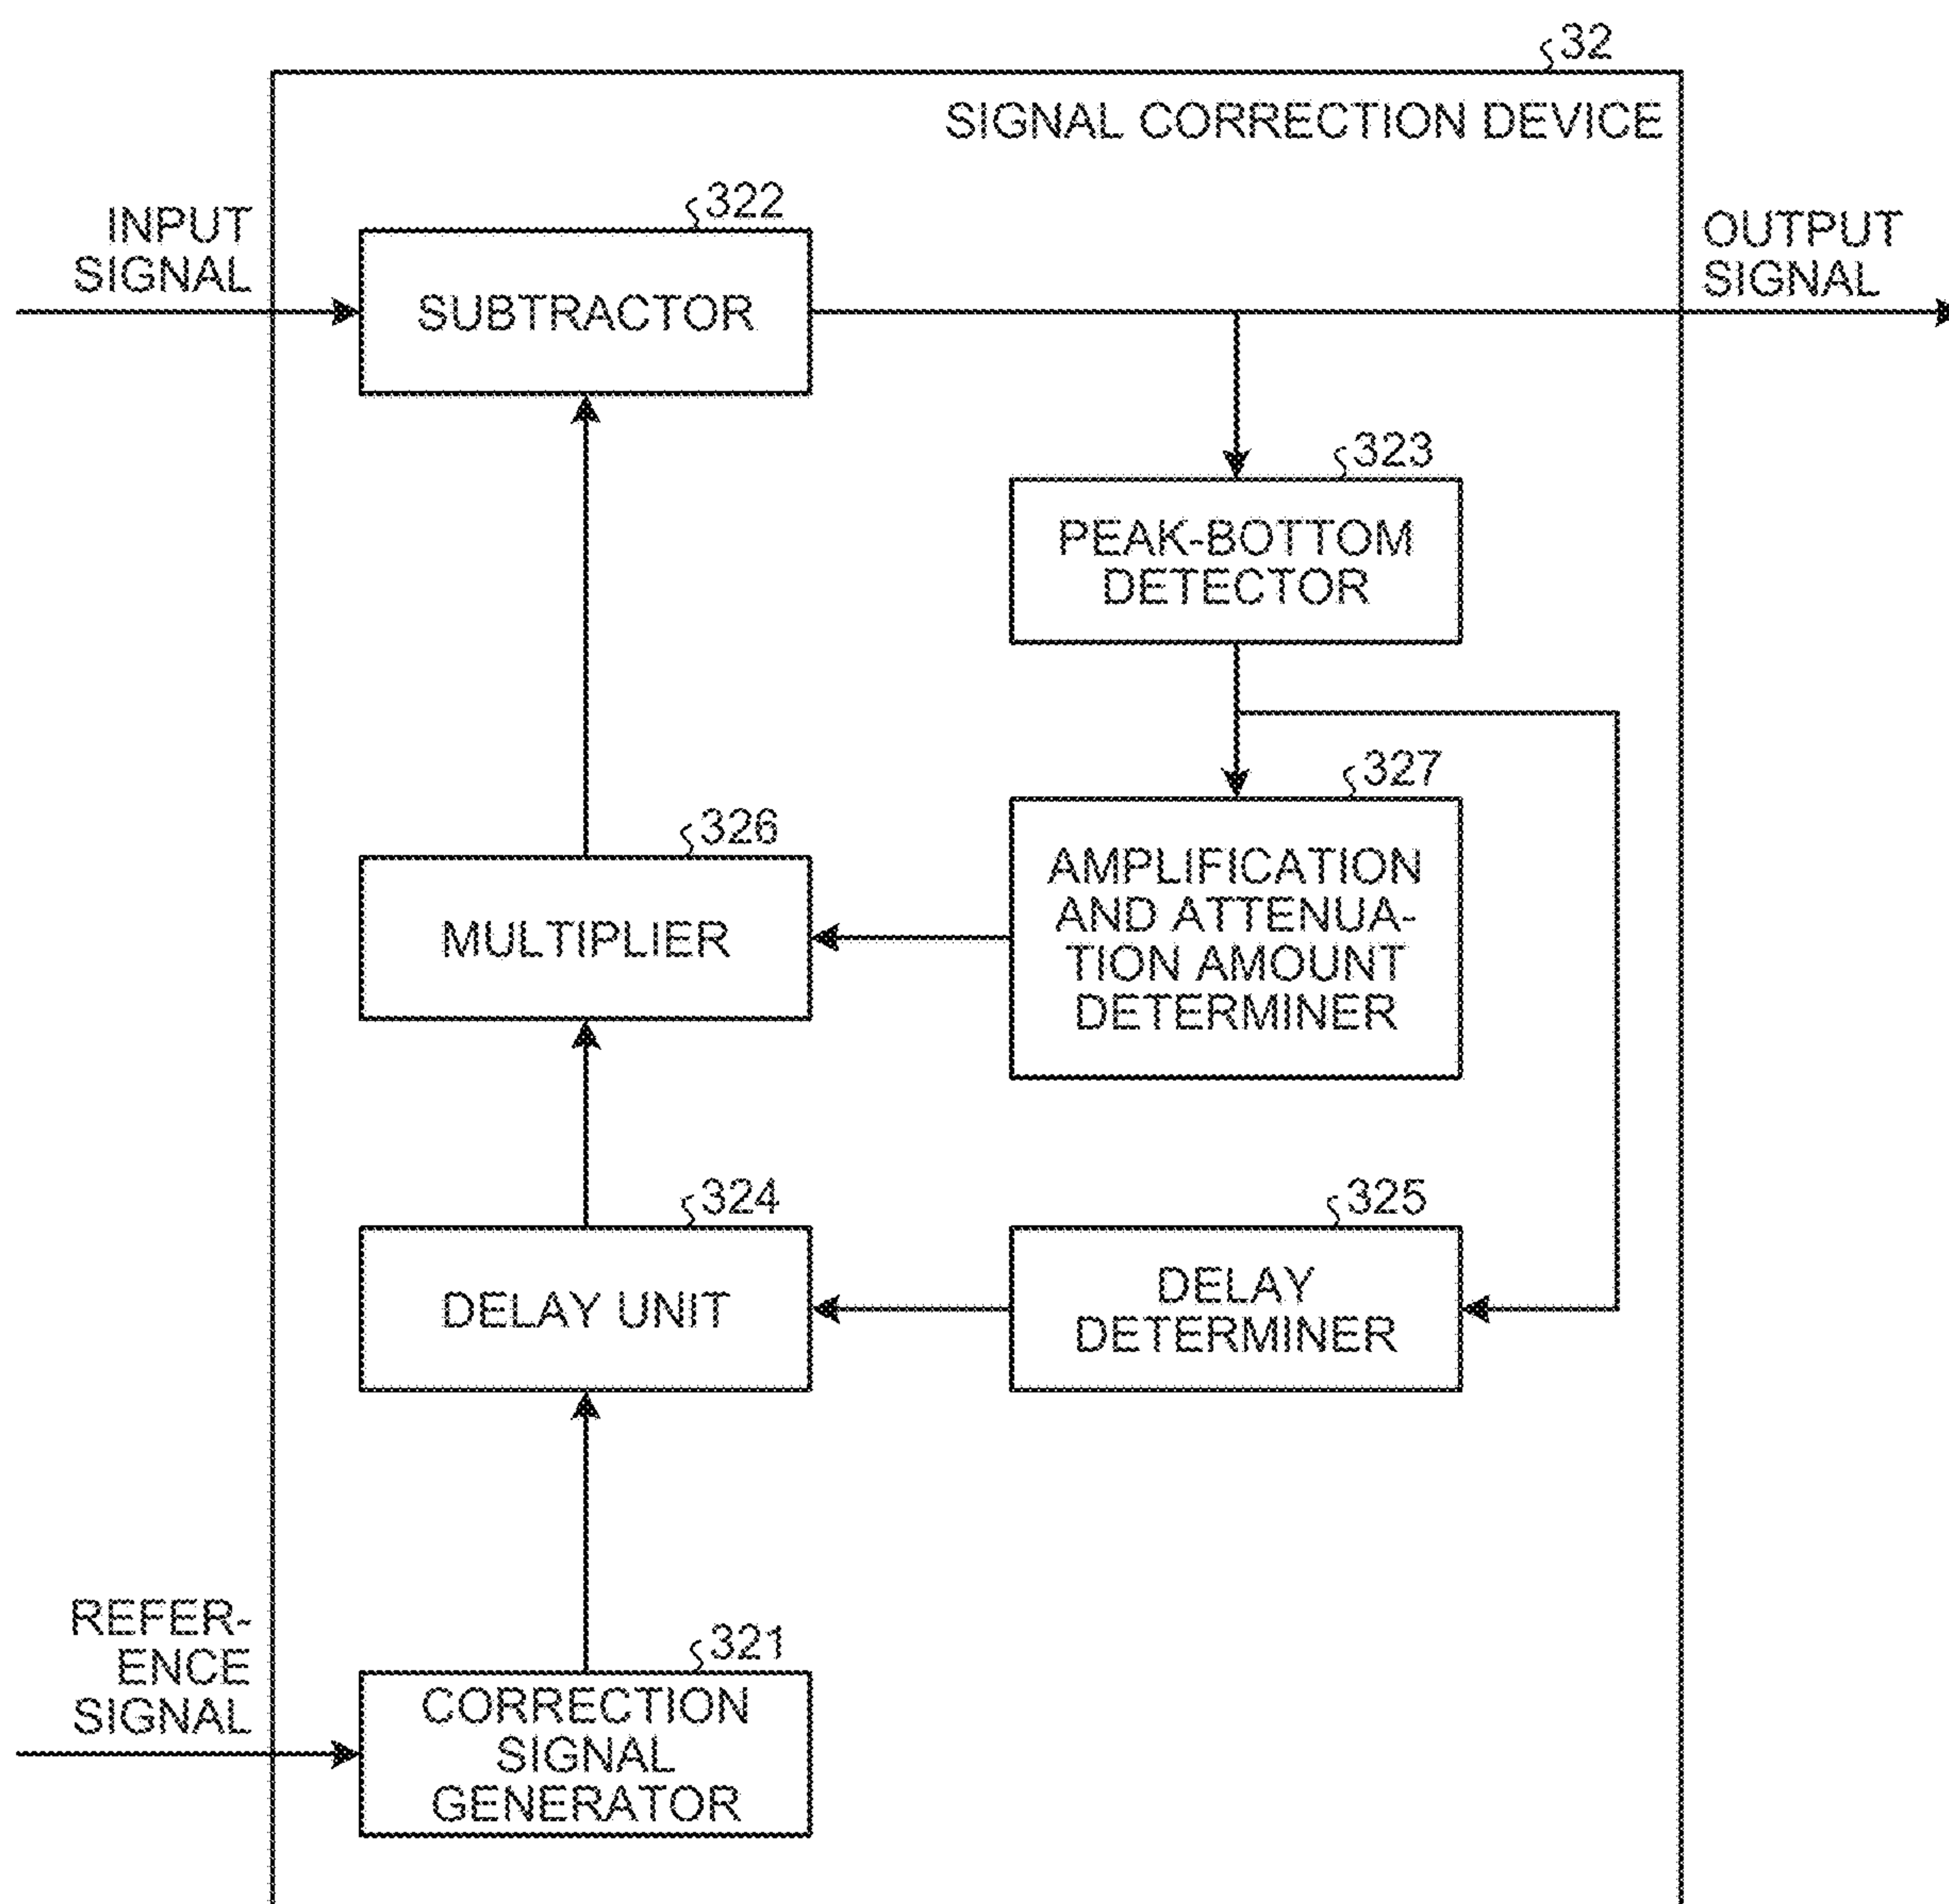 32
SIGNAL CORRECTION DEVICE
322
INPUT
SIGNAL
SUBTRACTOR
OUTPUT
SIGNAL
323
PEAK-BOTTOM
DETECTOR
327
326
AMPLIFICATION
AND ATTENUA-
TION AMOUNT
DETERMINER
MULTIPLIER
324
325
DELAY UNIT
DELAY
DETERMINER
REFER-
ENCE
SIGNAL
321
CORRECTION
SIGNAL
GENERATOR